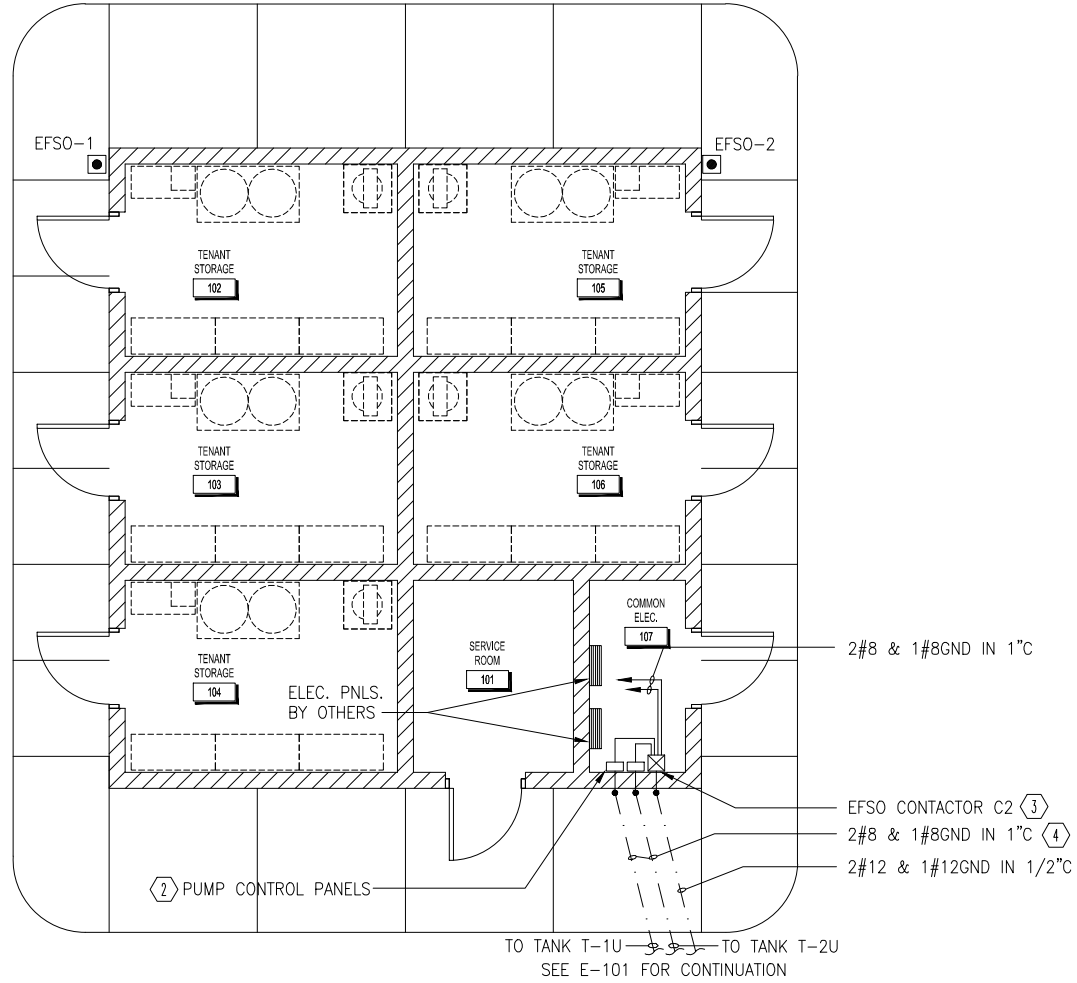 EFSO-1
EFSO-2
TENANT
STORAGE
102
TENANT
STORAGE
105
TENANT
STORAGE
103
TENANT
STORAGE
106
COMMON
ELEC.
107
SERVICE
ROOM
101
TENANT
STORAGE
104
ELEC. PNLS.
BY OTHERS
2#8 & 1#8GND IN 1"C
EFSO CONTACTOR C2 3
2#8 & 1#8GND IN 1"C 4
2#12 & 1#12GND IN 1/2"C
2 PUMP CONTROL PANELS
TO TANK T-1U
TO TANK T-2U
SEE E-101 FOR CONTINUATION